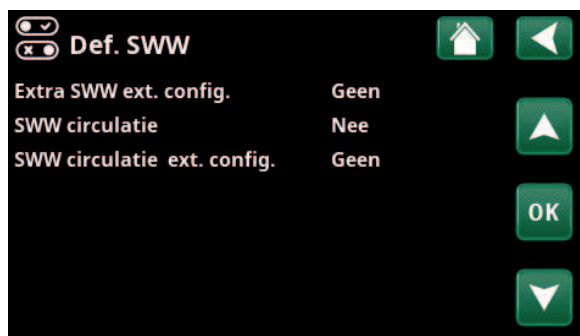 Def. SWW
Extra SWW ext. config. Geen
SWW circulatie Nee
SWW circulatie ext. config. Geen
OK